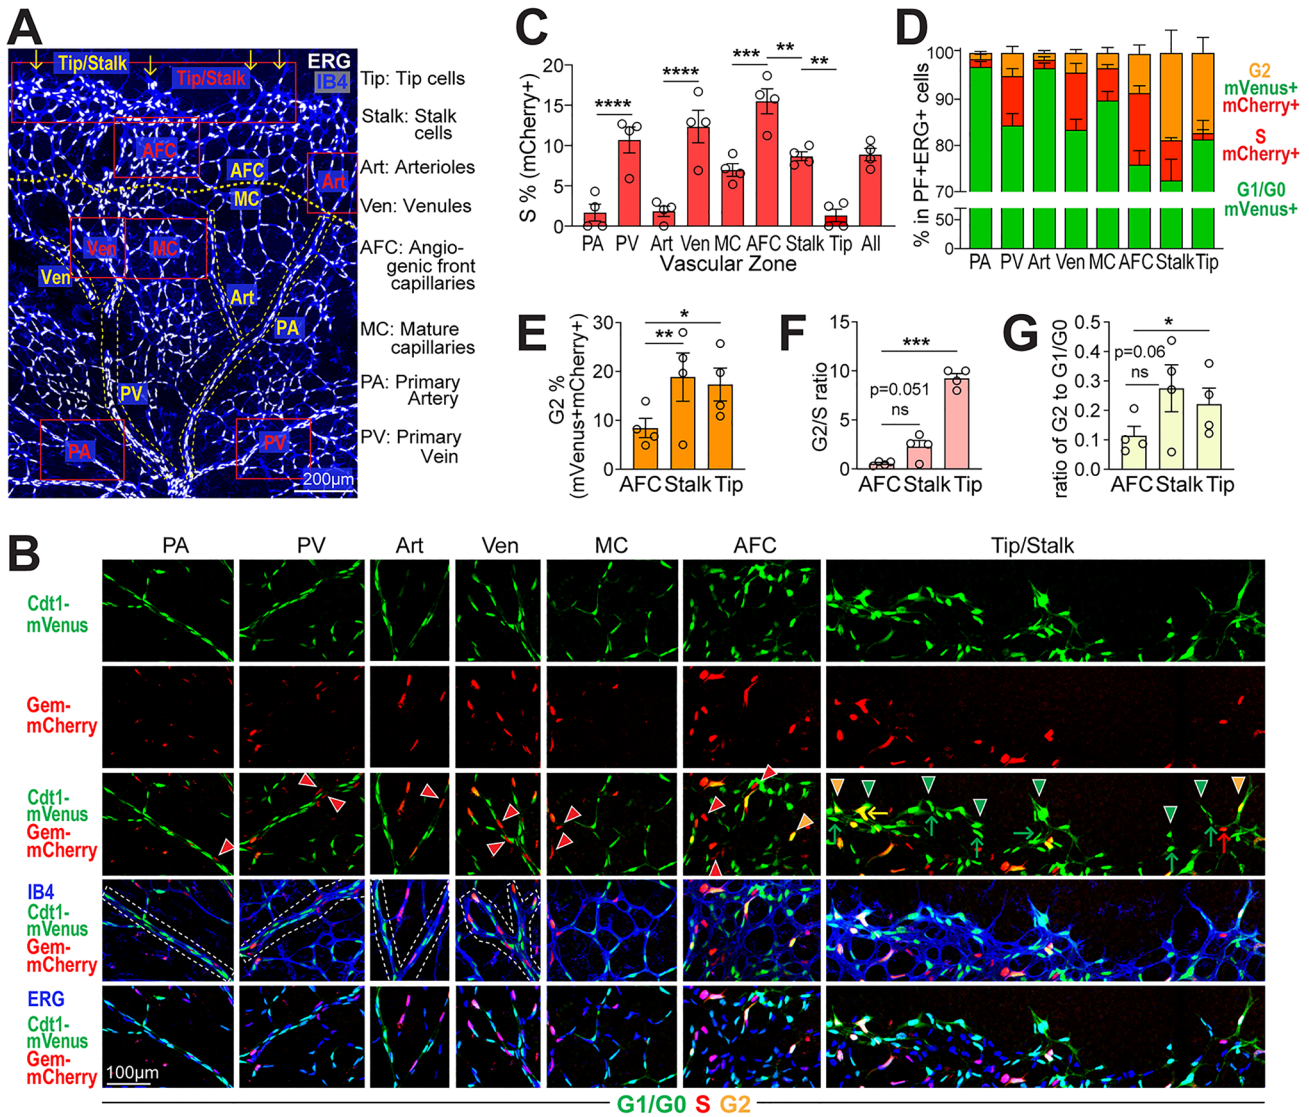 A
ERG
IB4
Tip/Stalk
Tip/Stalk
AFC
AFC
MC
Art
Ven
MC
Ven
Art
PA
PV
PA
PV
200μm
Tip: Tip cells
Stalk: Stalk
cells
Art: Arterioles
Ven: Venules
AFC: Angio-
genic front
capillaries
MC: Mature
capillaries
PA: Primary
Artery
PV: Primary
Vein
C
S % (mCherry+)
20
15
10
5
0
****
****
***
**
**
PA PV Art Ven MC AFC Stalk Tip All
Vascular Zone
D
% in PF+ERG+ cells
100
90
80
70
50
0
PA PV Art Ven MC AFC Stalk Tip
G2
mVenus+
mCherry+
S
mCherry+
G1/G0
mVenus+
E
G2 %
(mVenus+mCherry+)
30
20
10
0
**
*
AFC Stalk Tip
F
G2/S ratio
15
10
5
0
***
p=0.051
ns
AFC Stalk Tip
G
ratio of G2 to G1/G0
0.5
0.4
0.3
0.2
0.1
0.0
*
p=0.06
ns
AFC Stalk Tip
B
PA PV Art Ven MC AFC Tip/Stalk
Cdt1-
mVenus
Gem-
mCherry
Cdt1-
mVenus
Gem-
mCherry
IB4
Cdt1-
mVenus
Gem-
mCherry
ERG
Cdt1-
mVenus
Gem-
mCherry
100μm
G1/G0 S G2